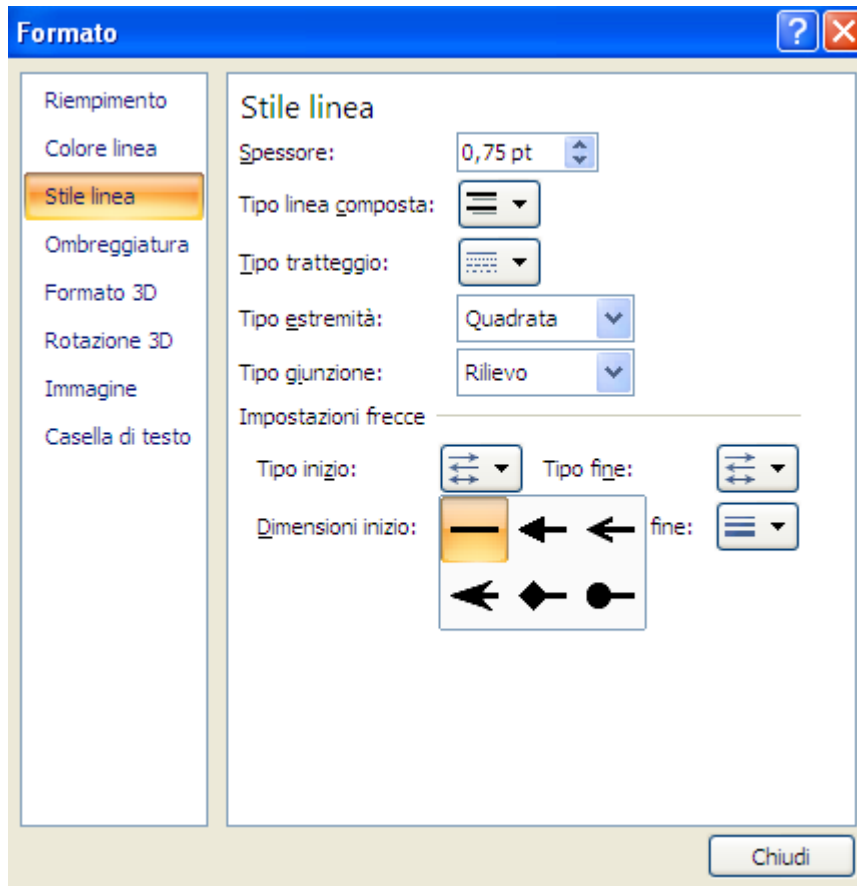 Formato
Riempimento
Colore linea
Stile linea
Ombreggiatura
Formato 3D
Rotazione 3D
Immagine
Casella di testo
Stile linea
Spessore: 0,75 pt
Tipo linea composta:
Tipo tratteggio:
Tipo estremità: Quadrata
Tipo giunzione: Rilievo
Impostazioni frecce
Tipo inizio: Tipo fine:
Dimensioni inizio: fine:
Chiudi